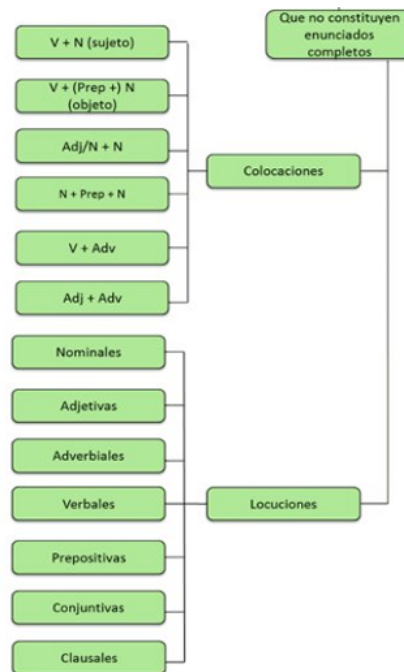 Que no constituyen
enunciados
completos
V + N (sujeto)
V + (Prep +) N
(objeto)
Adj/N + N
N + Prep + N
V + Adv
Adj + Adv
Colocaciones
Nominales
Adjetivas
Adverbiales
Verbales
Prepositivas
Conjuntivas
Clausales
Locuciones